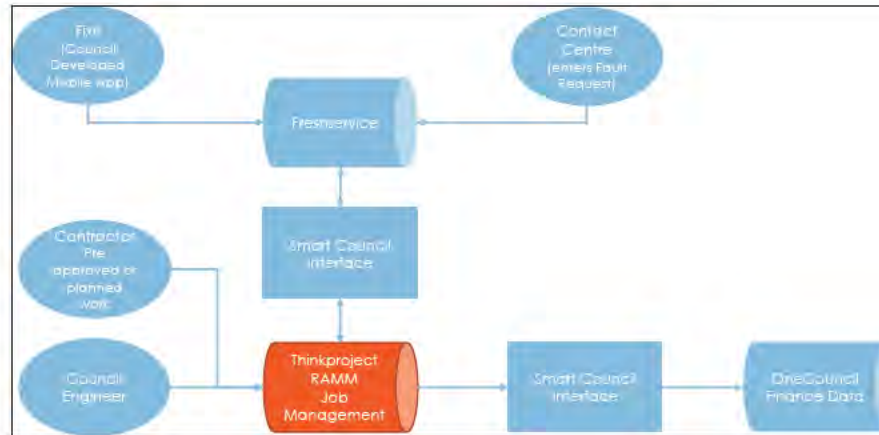 Fixit
(Council
Developed
Mobile App)
Contact
Centre
(enters Fault
Request)
Freshservice
Smart Council
interface
Contractor
Pre
approved or
planned
work
Thinkproject
RAMM
Job
Management
Council
Engineer
Smart Council
interface
OneCouncil
Finance Data